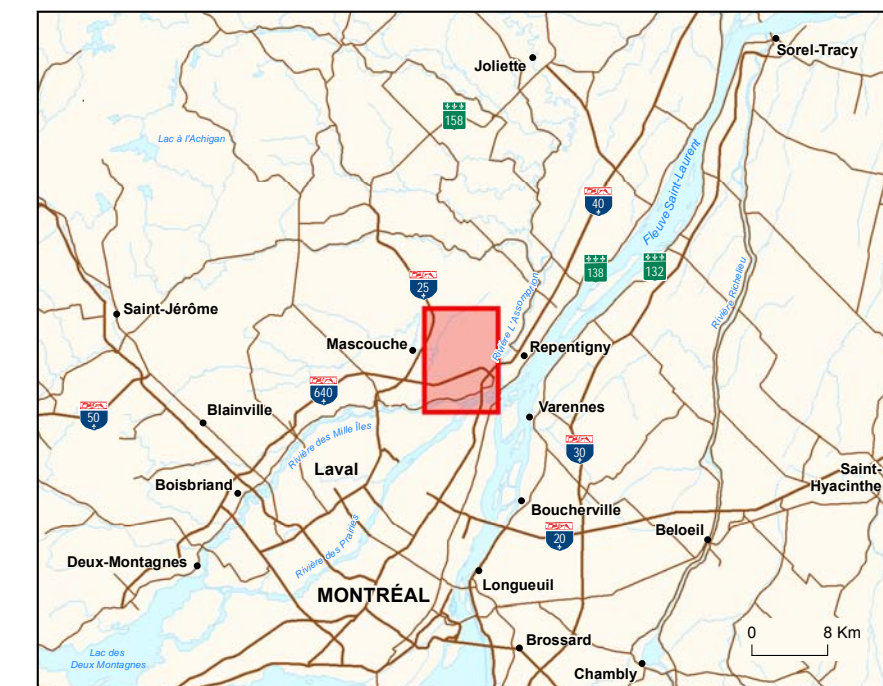 Sorel-Tracy
Joliette
158
Lac à l'Achigan
Fleuve Saint-Laurent
40
138
132
25
Rivière L'Assomption
Rivière Richelieu
Saint-Jérôme
Mascouche
Repentigny
640
50
Blainville
Varennes
Rivière des Mille Îles
30
Laval
Saint-
Hyacinthe
Boisbriand
Boucherville
20
Beloeil
Rivière des Prairies
Deux-Montagnes
Longueuil
MONTRÉAL
Brossard
0 8 Km
Lac des
Deux Montagnes
Chambly